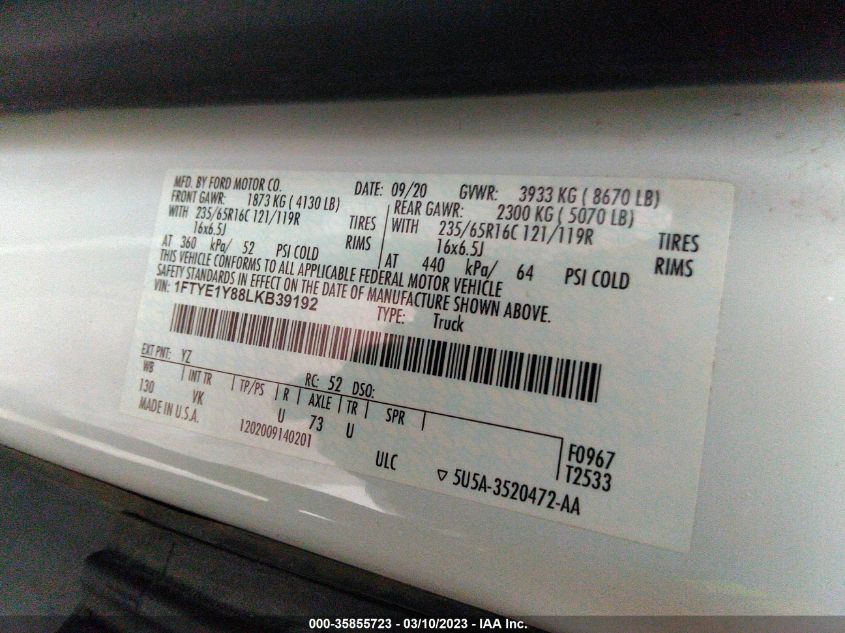 MFD. BY FORD MOTOR CO. DATE: 09/20 GVWR: 3933 KG ( 8670 LB)
FRONT GAWR: 1873 KG ( 4130 LB) REAR GAWR: 2300 KG ( 5070 LB)
WITH 235/65R16C 121/119R TIRES WITH 235/65R16C 121/119R TIRES
16x6.5J RIMS 16x6.5J RIMS
AT 360 kPa/ 52 PSI COLD AT 440 kPa/ 64 PSI COLD
THIS VEHICLE CONFORMS TO ALL APPLICABLE FEDERAL MOTOR VEHICLE
SAFETY STANDARDS IN EFFECT ON THE DATE OF MANUFACTURE SHOWN ABOVE.
VIN: 1FTYE1Y88LKB39192 TYPE: Truck
EXT PNT: YZ RC: 52 DSO:
WB INT TR TP/PS R AXLE TR SPR
130 VK U 73 U F0967
MADE IN U.S.A. 1202009140201 T2533
ULC 5U5A-3520472-AA
000-35855723 - 03/10/2023 - IAA Inc.